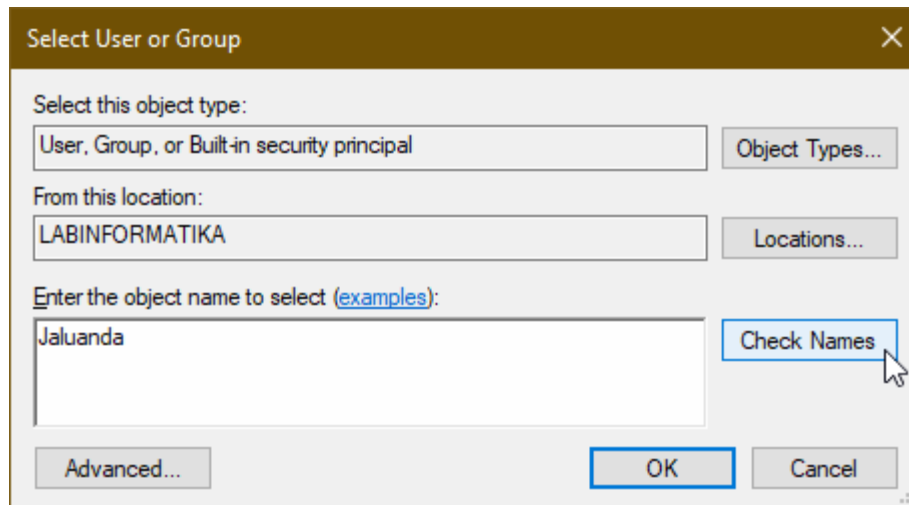 Select User or Group
Select this object type:
User, Group, or Built-in security principal
Object Types...
From this location:
LABINFORMATIKA
Locations...
Enter the object name to select (examples):
Jaluanda
Check Names
Advanced...
OK
Cancel